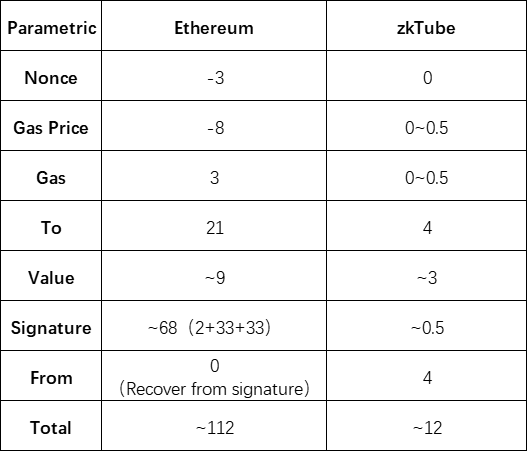 Parametric Ethereum zkTube
Nonce -3 0
Gas Price -8 0~0.5
Gas 3 0~0.5
To 21 4
Value ~9 ~3
Signature ~68（2+33+33） ~0.5
From 0
（Recover from signature） 4
Total ~112 ~12